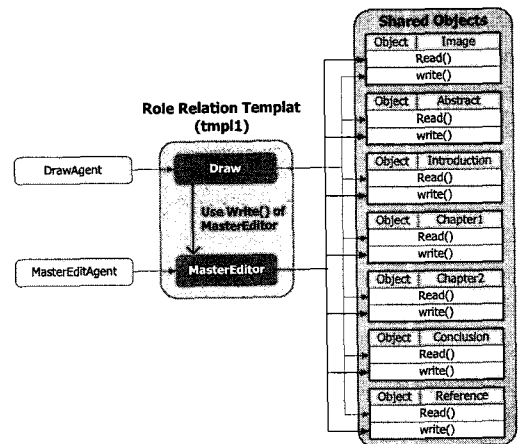 Shared Objects
Object Image
Read()
write()
Object Abstract
Read()
write()
Object Introduction
Read()
write()
Object Chapter1
Read()
write()
Object Chapter2
Read()
write()
Object Conclusion
Read()
write()
Object Reference
Read()
write()
Role Relation Templat
(tmpl1)
DrawAgent
Draw
Use Write() of
MasterEditor
MasterEditAgent
MasterEditor